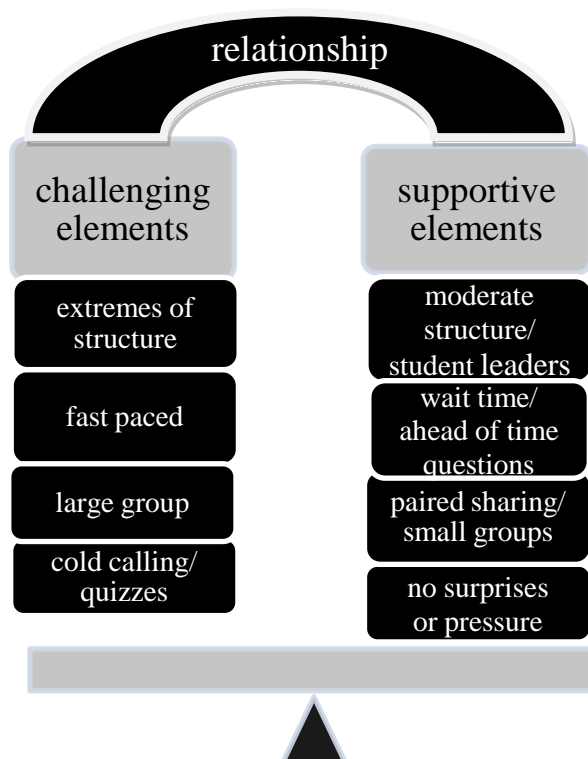 relationship
challenging
elements
extremes of
structure
fast paced
large group
cold calling/
quizzes
supportive
elements
moderate
structure/
student leaders
wait time/
ahead of time
questions
paired sharing/
small groups
no surprises
or pressure